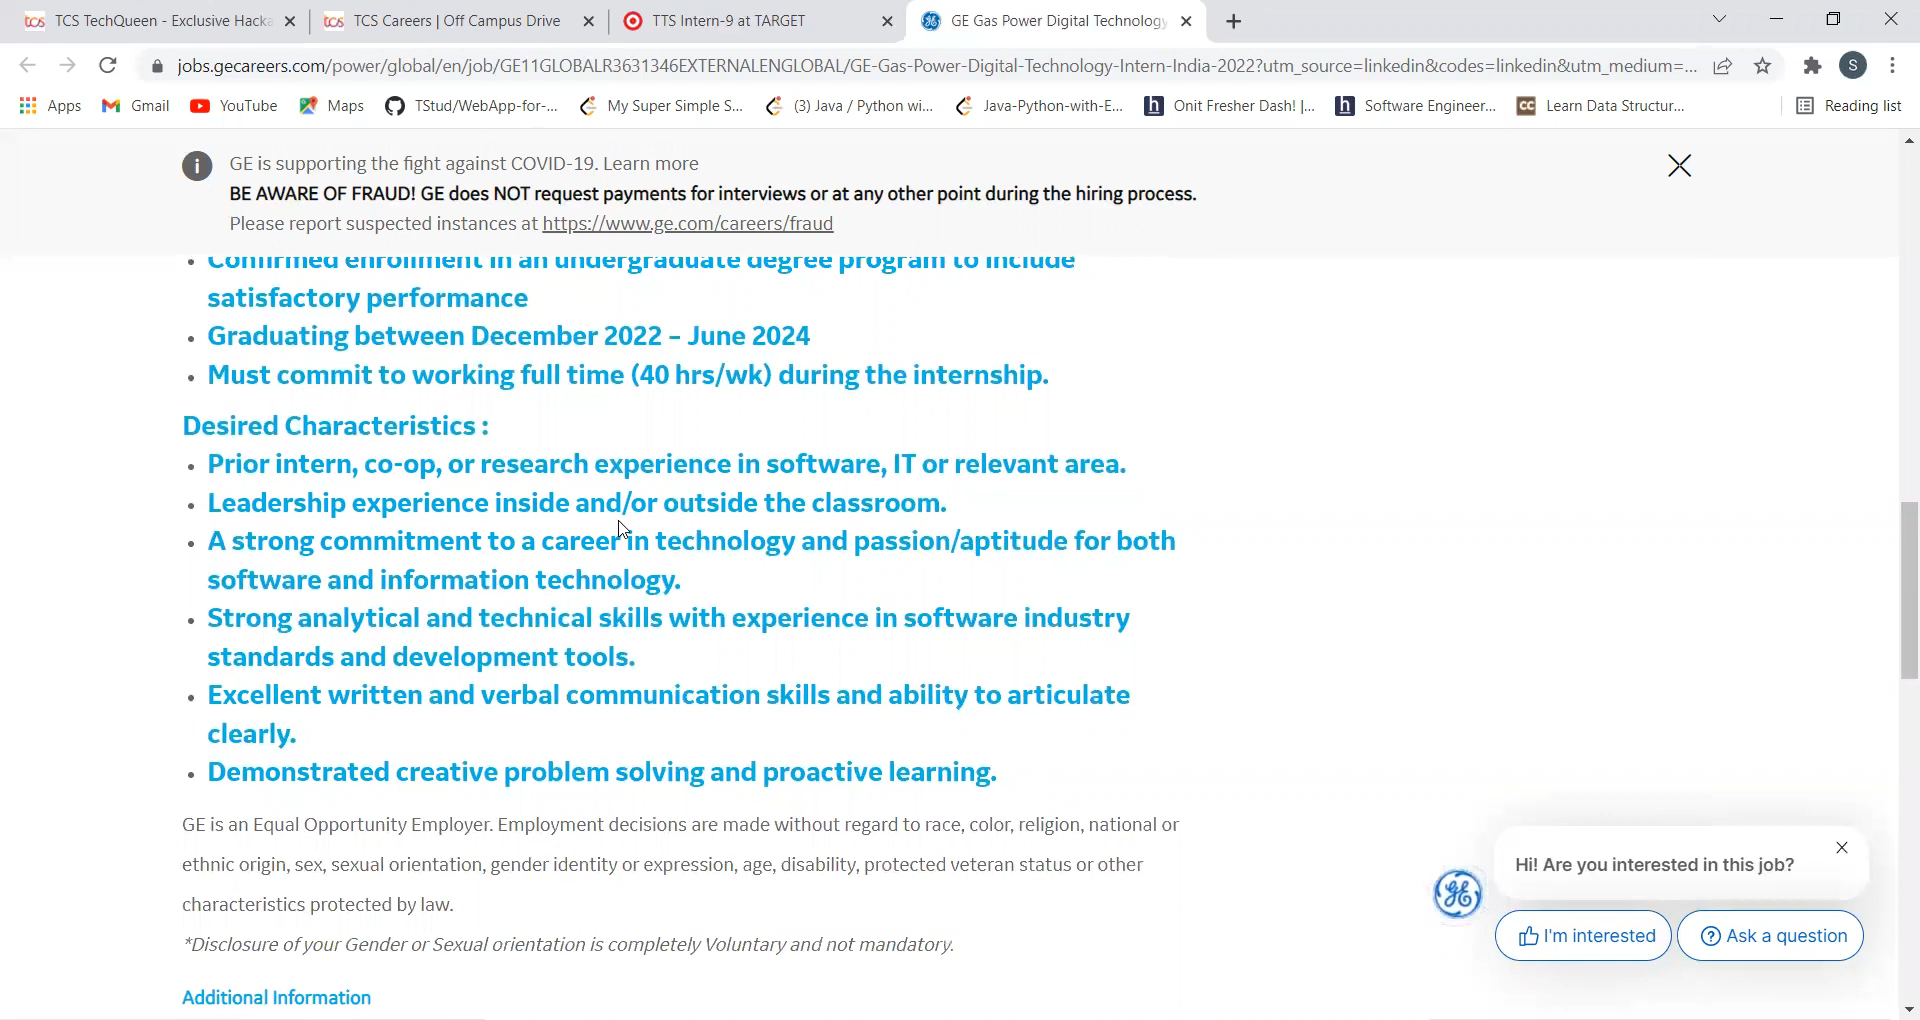 TCS TechQueen - Exclusive Hacka
TCS Careers | Off Campus Drive
TTS Intern-9 at TARGET
GE Gas Power Digital Technology
jobs.gecareers.com/power/global/en/job/GE11GLOBALR3631346EXTERNALENGLOBAL/GE-Gas-Power-Digital-Technology-Intern-India-2022?utm_source=linkedin&codes=linkedin&utm_medium=...
S
Apps
Gmail
YouTube
Maps
TStud/WebApp-for-...
My Super Simple S...
(3) Java / Python wi...
Java-Python-with-E...
Onit Fresher Dash! |...
Software Engineer...
Learn Data Structur...
Reading list
GE is supporting the fight against COVID-19. Learn more
BE AWARE OF FRAUD! GE does NOT request payments for interviews or at any other point during the hiring process.
Please report suspected instances at https://www.ge.com/careers/fraud
• Confirmed enrollment in an undergraduate degree program to include
satisfactory performance
• Graduating between December 2022 – June 2024
• Must commit to working full time (40 hrs/wk) during the internship.
Desired Characteristics :
• Prior intern, co-op, or research experience in software, IT or relevant area.
• Leadership experience inside and/or outside the classroom.
• A strong commitment to a career in technology and passion/aptitude for both
software and information technology.
• Strong analytical and technical skills with experience in software industry
standards and development tools.
• Excellent written and verbal communication skills and ability to articulate
clearly.
• Demonstrated creative problem solving and proactive learning.
GE is an Equal Opportunity Employer. Employment decisions are made without regard to race, color, religion, national or
ethnic origin, sex, sexual orientation, gender identity or expression, age, disability, protected veteran status or other
characteristics protected by law.
*Disclosure of your Gender or Sexual orientation is completely Voluntary and not mandatory.
Additional Information
Hi! Are you interested in this job?
I'm interested
Ask a question